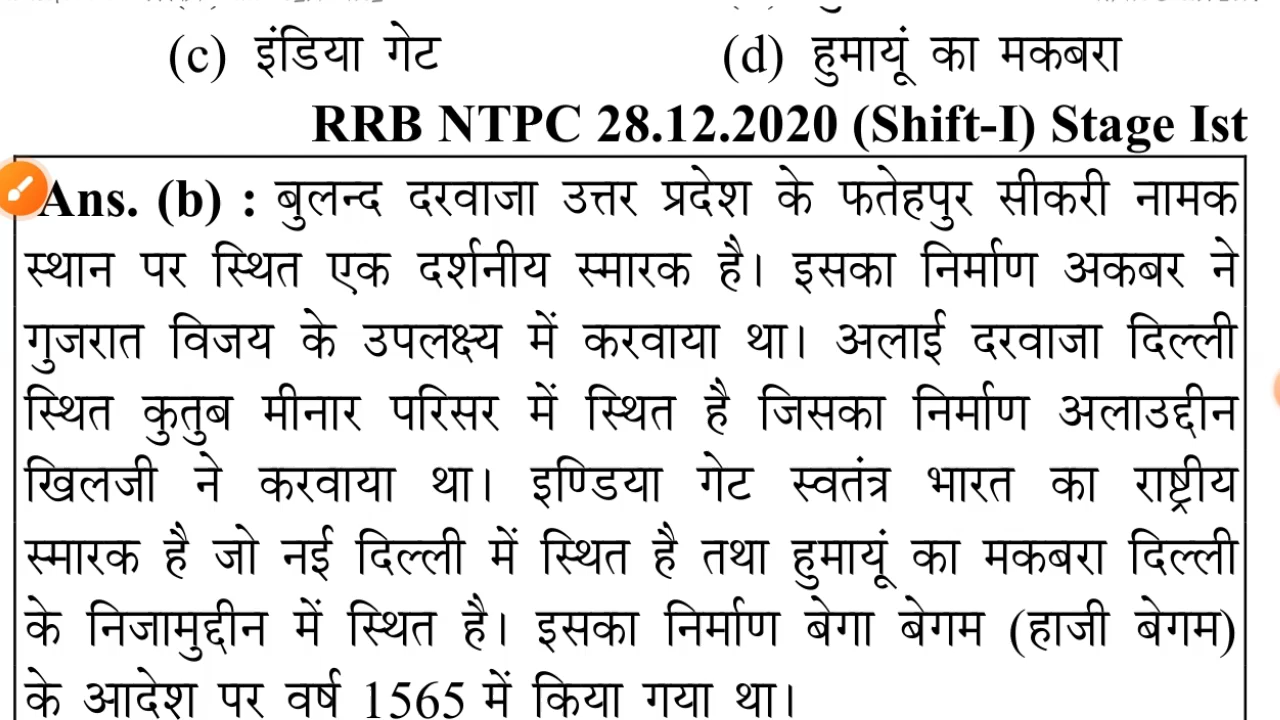 (c) इंडिया गेट (d) हुमायूं का मकबरा
RRB NTPC 28.12.2020 (Shift-I) Stage Ist
Ans. (b) : बुलन्द दरवाजा उत्तर प्रदेश के फतेहपुर सीकरी नामक
स्थान पर स्थित एक दर्शनीय स्मारक है। इसका निर्माण अकबर ने
गुजरात विजय के उपलक्ष्य में करवाया था। अलाई दरवाजा दिल्ली
स्थित कुतुब मीनार परिसर में स्थित है जिसका निर्माण अलाउद्दीन
खिलजी ने करवाया था। इण्डिया गेट स्वतंत्र भारत का राष्ट्रीय
स्मारक है जो नई दिल्ली में स्थित है तथा हुमायूं का मकबरा दिल्ली
के निजामुद्दीन में स्थित है। इसका निर्माण बेगा बेगम (हाजी बेगम)
के आदेश पर वर्ष 1565 में किया गया था।